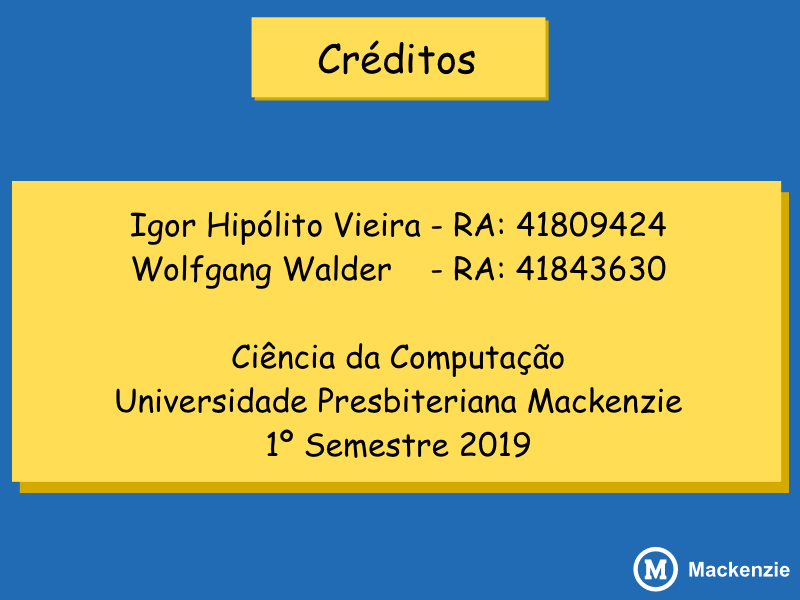 Créditos
Igor Hipólito Vieira - RA: 41809424
Wolfgang Walder - RA: 41843630
Ciência da Computação
Universidade Presbiteriana Mackenzie
1º Semestre 2019
M Mackenzie